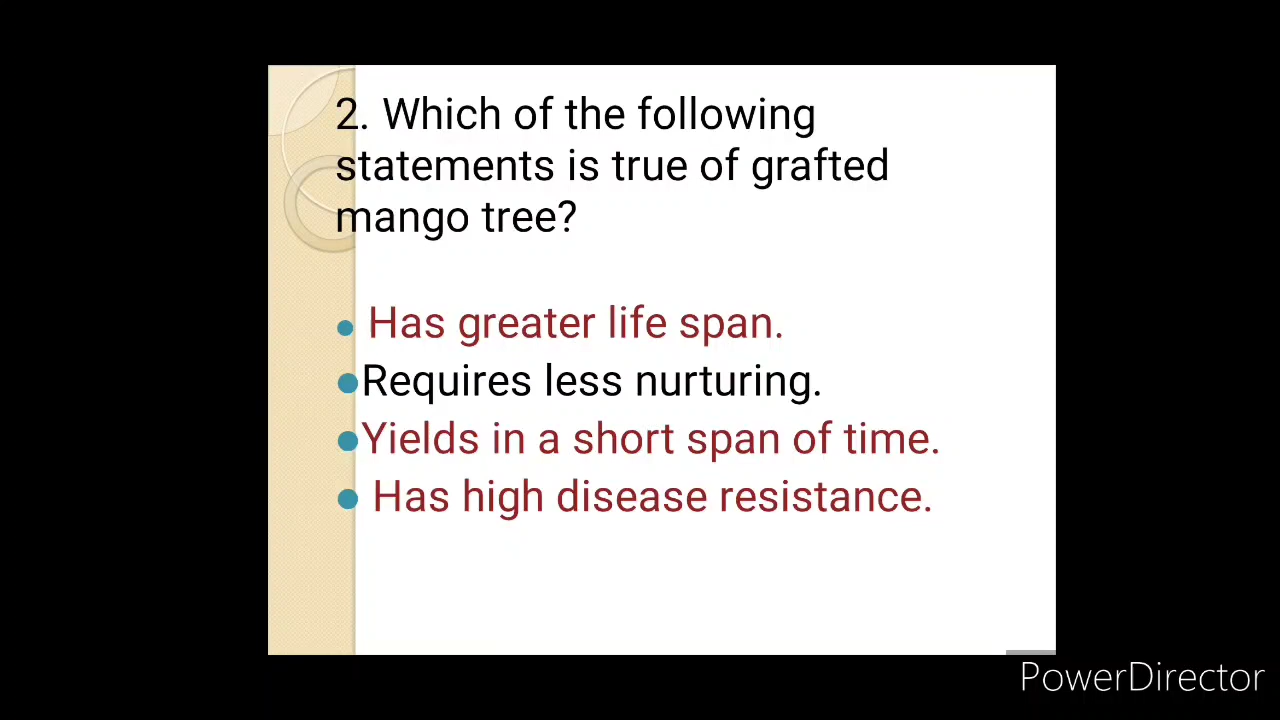 2. Which of the following
statements is true of grafted
mango tree?
• Has greater life span.
•Requires less nurturing.
•Yields in a short span of time.
• Has high disease resistance.
PowerDirector